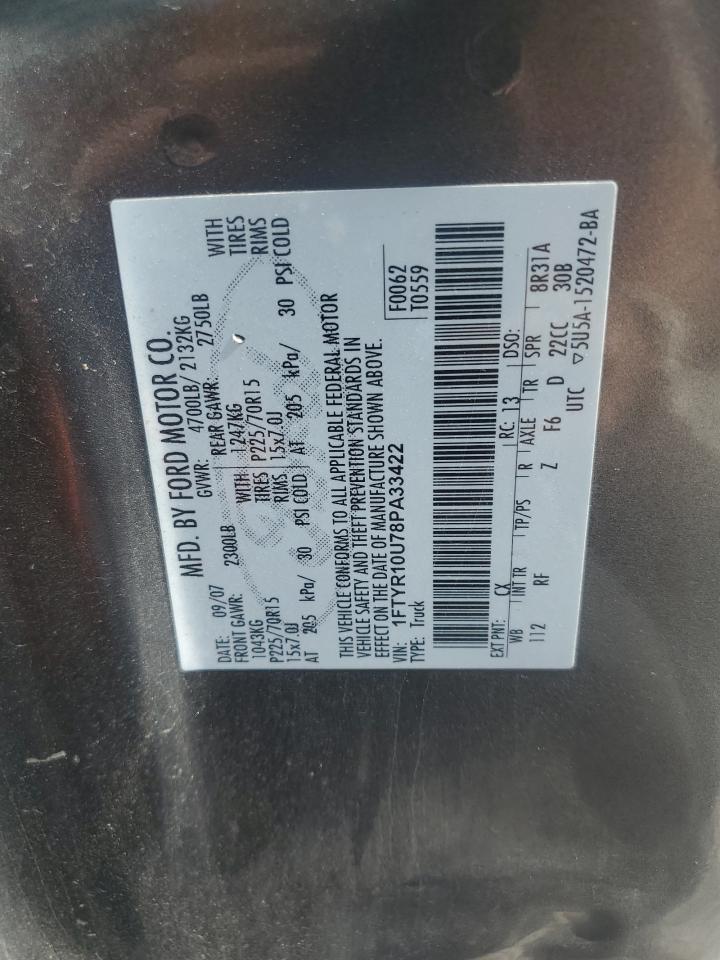 MFD. BY FORD MOTOR CO.
DATE: 09/07 GVWR: 4700LB/ 2132KG
FRONT GAWR: 2300LB REAR GAWR: 2750LB
1043KG WITH 1247KG WITH
P225/70R15 TIRES P225/70R15 TIRES
15x7.0J RIMS 15x7.0J RIMS
AT 205 kPa/ 30 PSI COLD AT 205 kPa/ 30 PSI COLD
THIS VEHICLE CONFORMS TO ALL APPLICABLE FEDERAL MOTOR
VEHICLE SAFETY AND THEFT PREVENTION STANDARDS IN
EFFECT ON THE DATE OF MANUFACTURE SHOWN ABOVE.
VIN: 1FTYR10U78PA33422 F0062
TYPE: Truck T0559
EXT PNT: CX RC: 13 DSO:
WB INT TR TP/PS R AXLE TR SPR 8R31A
112 RF Z F6 D 22CC 30B
UTC ▽5U5A-1520472-BA